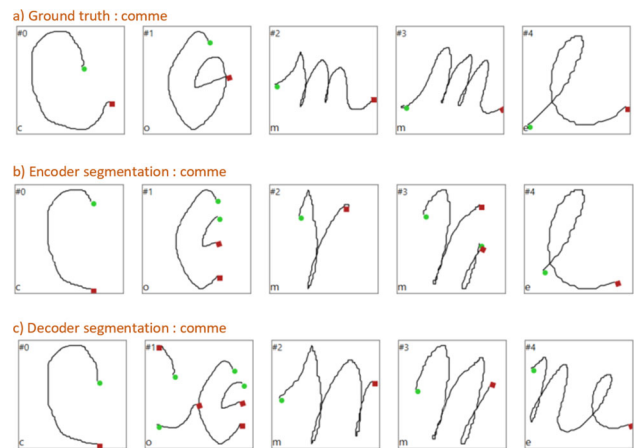 a) Ground truth : comme
#0 #1 #2 #3 #4
c o m m e
b) Encoder segmentation : comme
#0 #1 #2 #3 #4
c o m m e
c) Decoder segmentation : comme
#0 #1 #2 #3 #4
c o m m e